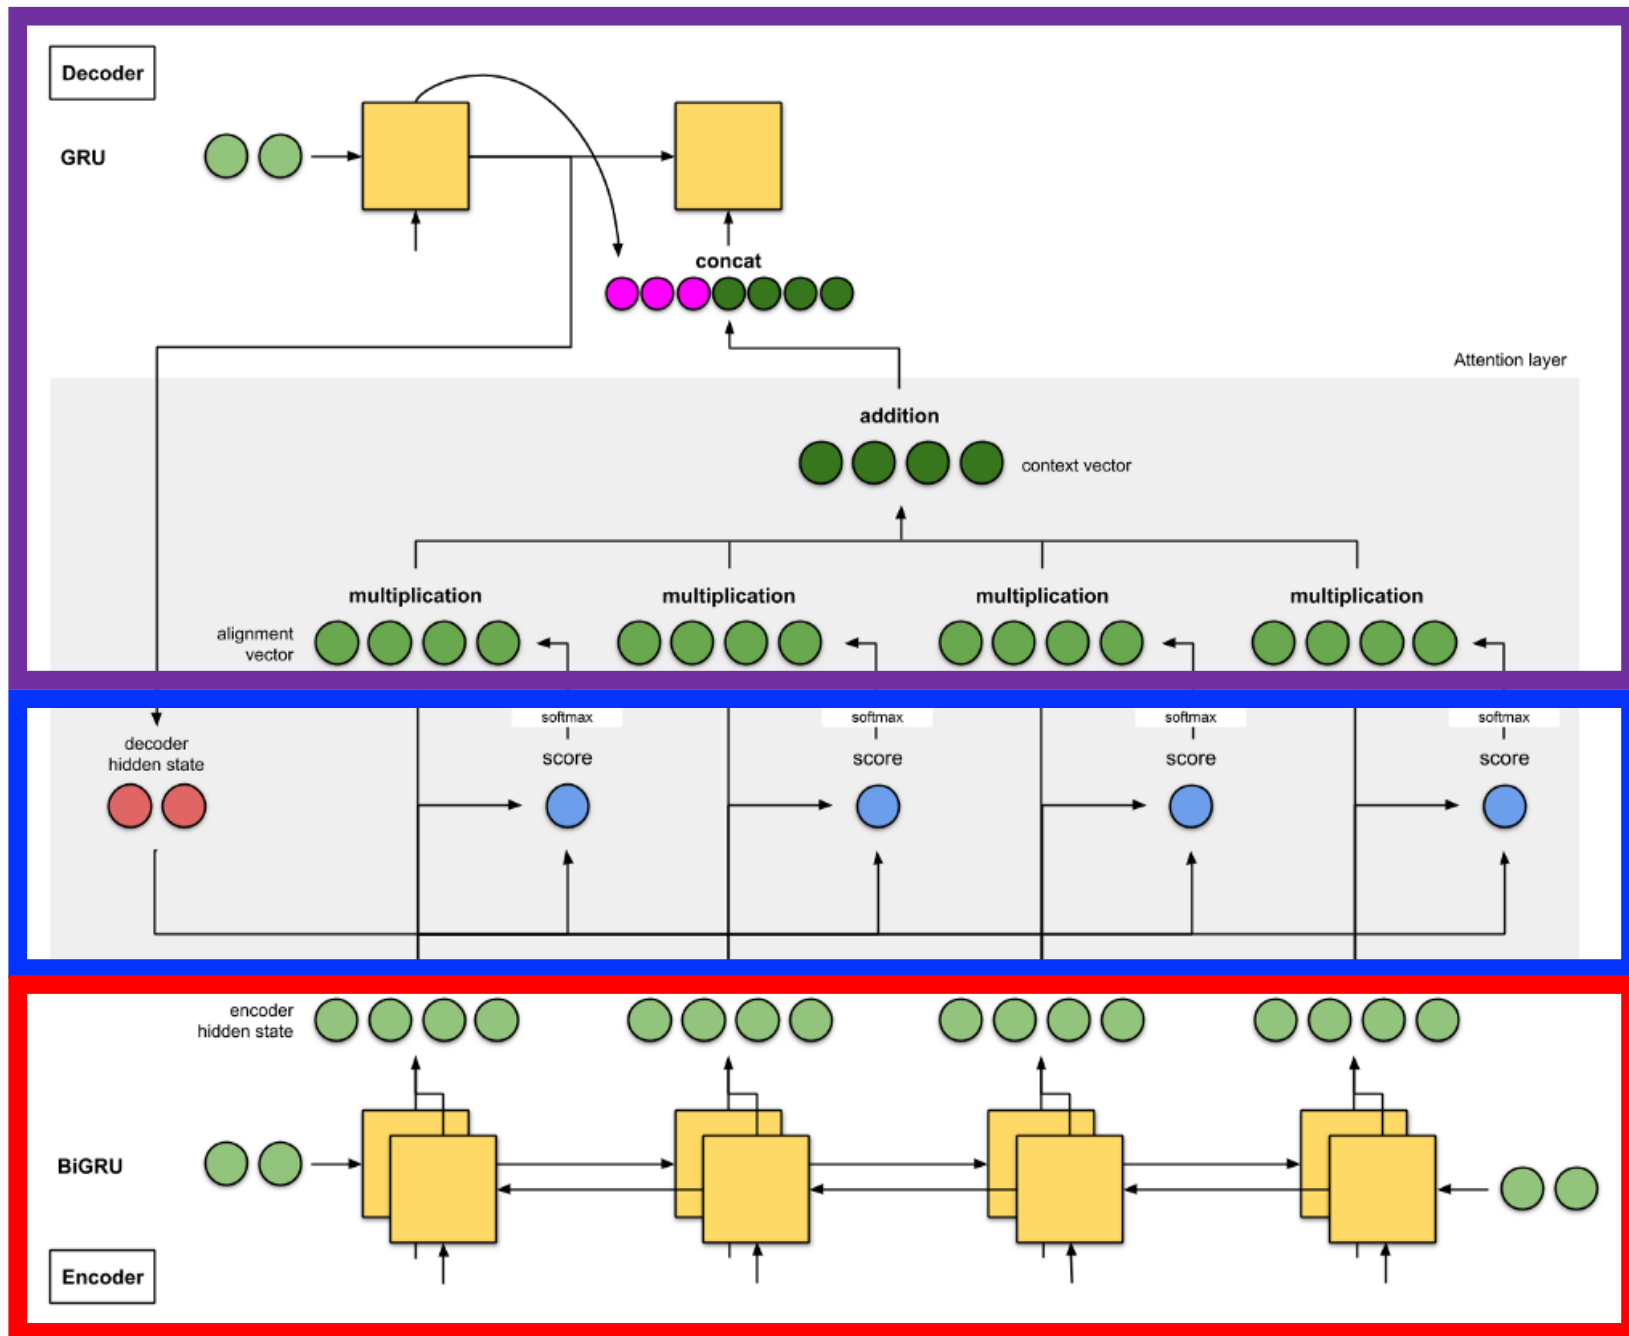 Decoder
GRU
concat
Attention layer
addition
context vector
multiplication
multiplication
multiplication
multiplication
alignment
vector
softmax
softmax
softmax
softmax
decoder
hidden state
score
score
score
score
encoder
hidden state
BiGRU
Encoder